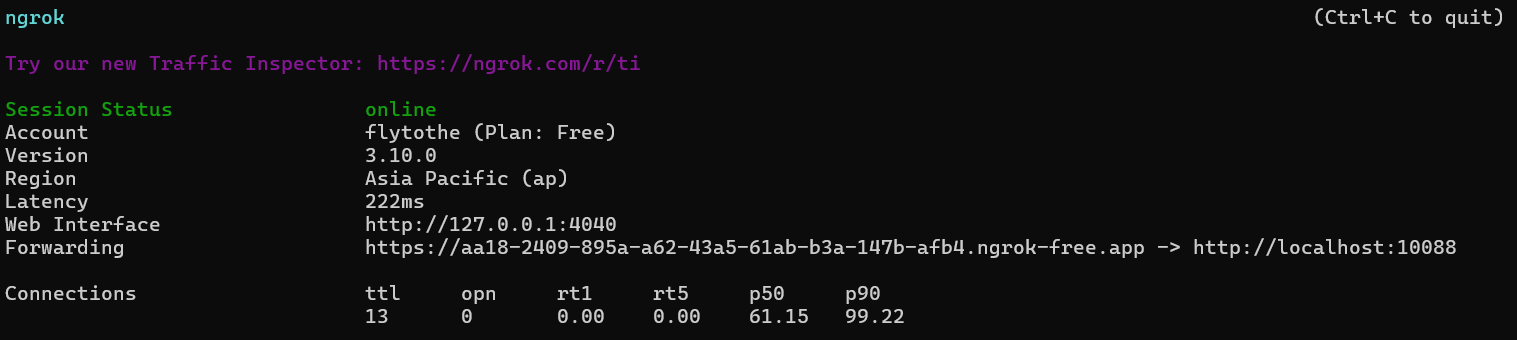 ngrok (Ctrl+C to quit)
Try our new Traffic Inspector: https://ngrok.com/r/ti
Session Status online
Account flytothe (Plan: Free)
Version 3.10.0
Region Asia Pacific (ap)
Latency 222ms
Web Interface http://127.0.0.1:4040
Forwarding https://aa18-2409-895a-a62-43a5-61ab-b3a-147b-afb4.ngrok-free.app -> http://localhost:10088
Connections ttl opn rt1 rt5 p50 p90
13 0 0.00 0.00 61.15 99.22